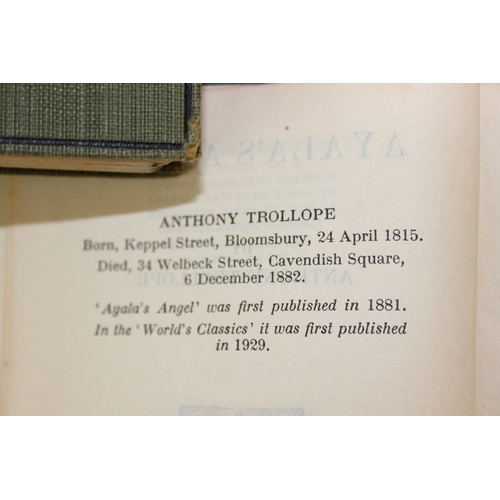 ANTHONY TROLLOPE
Born, Keppel Street, Bloomsbury, 24 April 1815.
Died, 34 Welbeck Street, Cavendish Square,
6 December 1882.
'Ayala's Angel' was first published in 1881.
In the 'World's Classics' it was first published
in 1929.